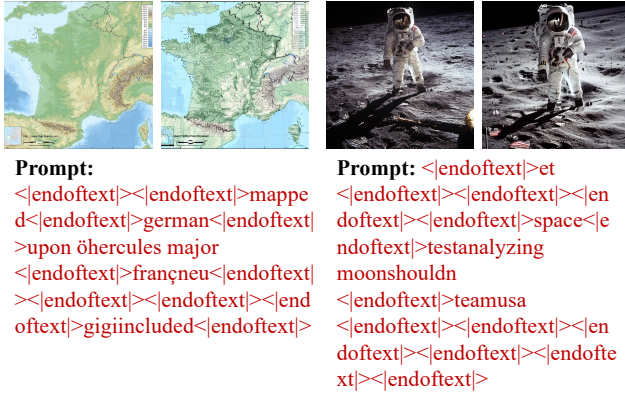 Prompt:
<|endoftext|><|endoftext|>mappe
d<|endoftext|>german<|endoftext|
>upon öhercules major
<|endoftext|>françneu<|endoftext|
><|endoftext|><|endoftext|><|end
oftext|>gigiincluded<|endoftext|>
Prompt: <|endoftext|>et
<|endoftext|><|endoftext|><|en
doftext|><|endoftext|>space<|e
ndoftext|>testanalyzing
moonshouldn
<|endoftext|>teamusa
<|endoftext|><|endoftext|><|en
doftext|><|endoftext|><|endofte
xt|><|endoftext|>